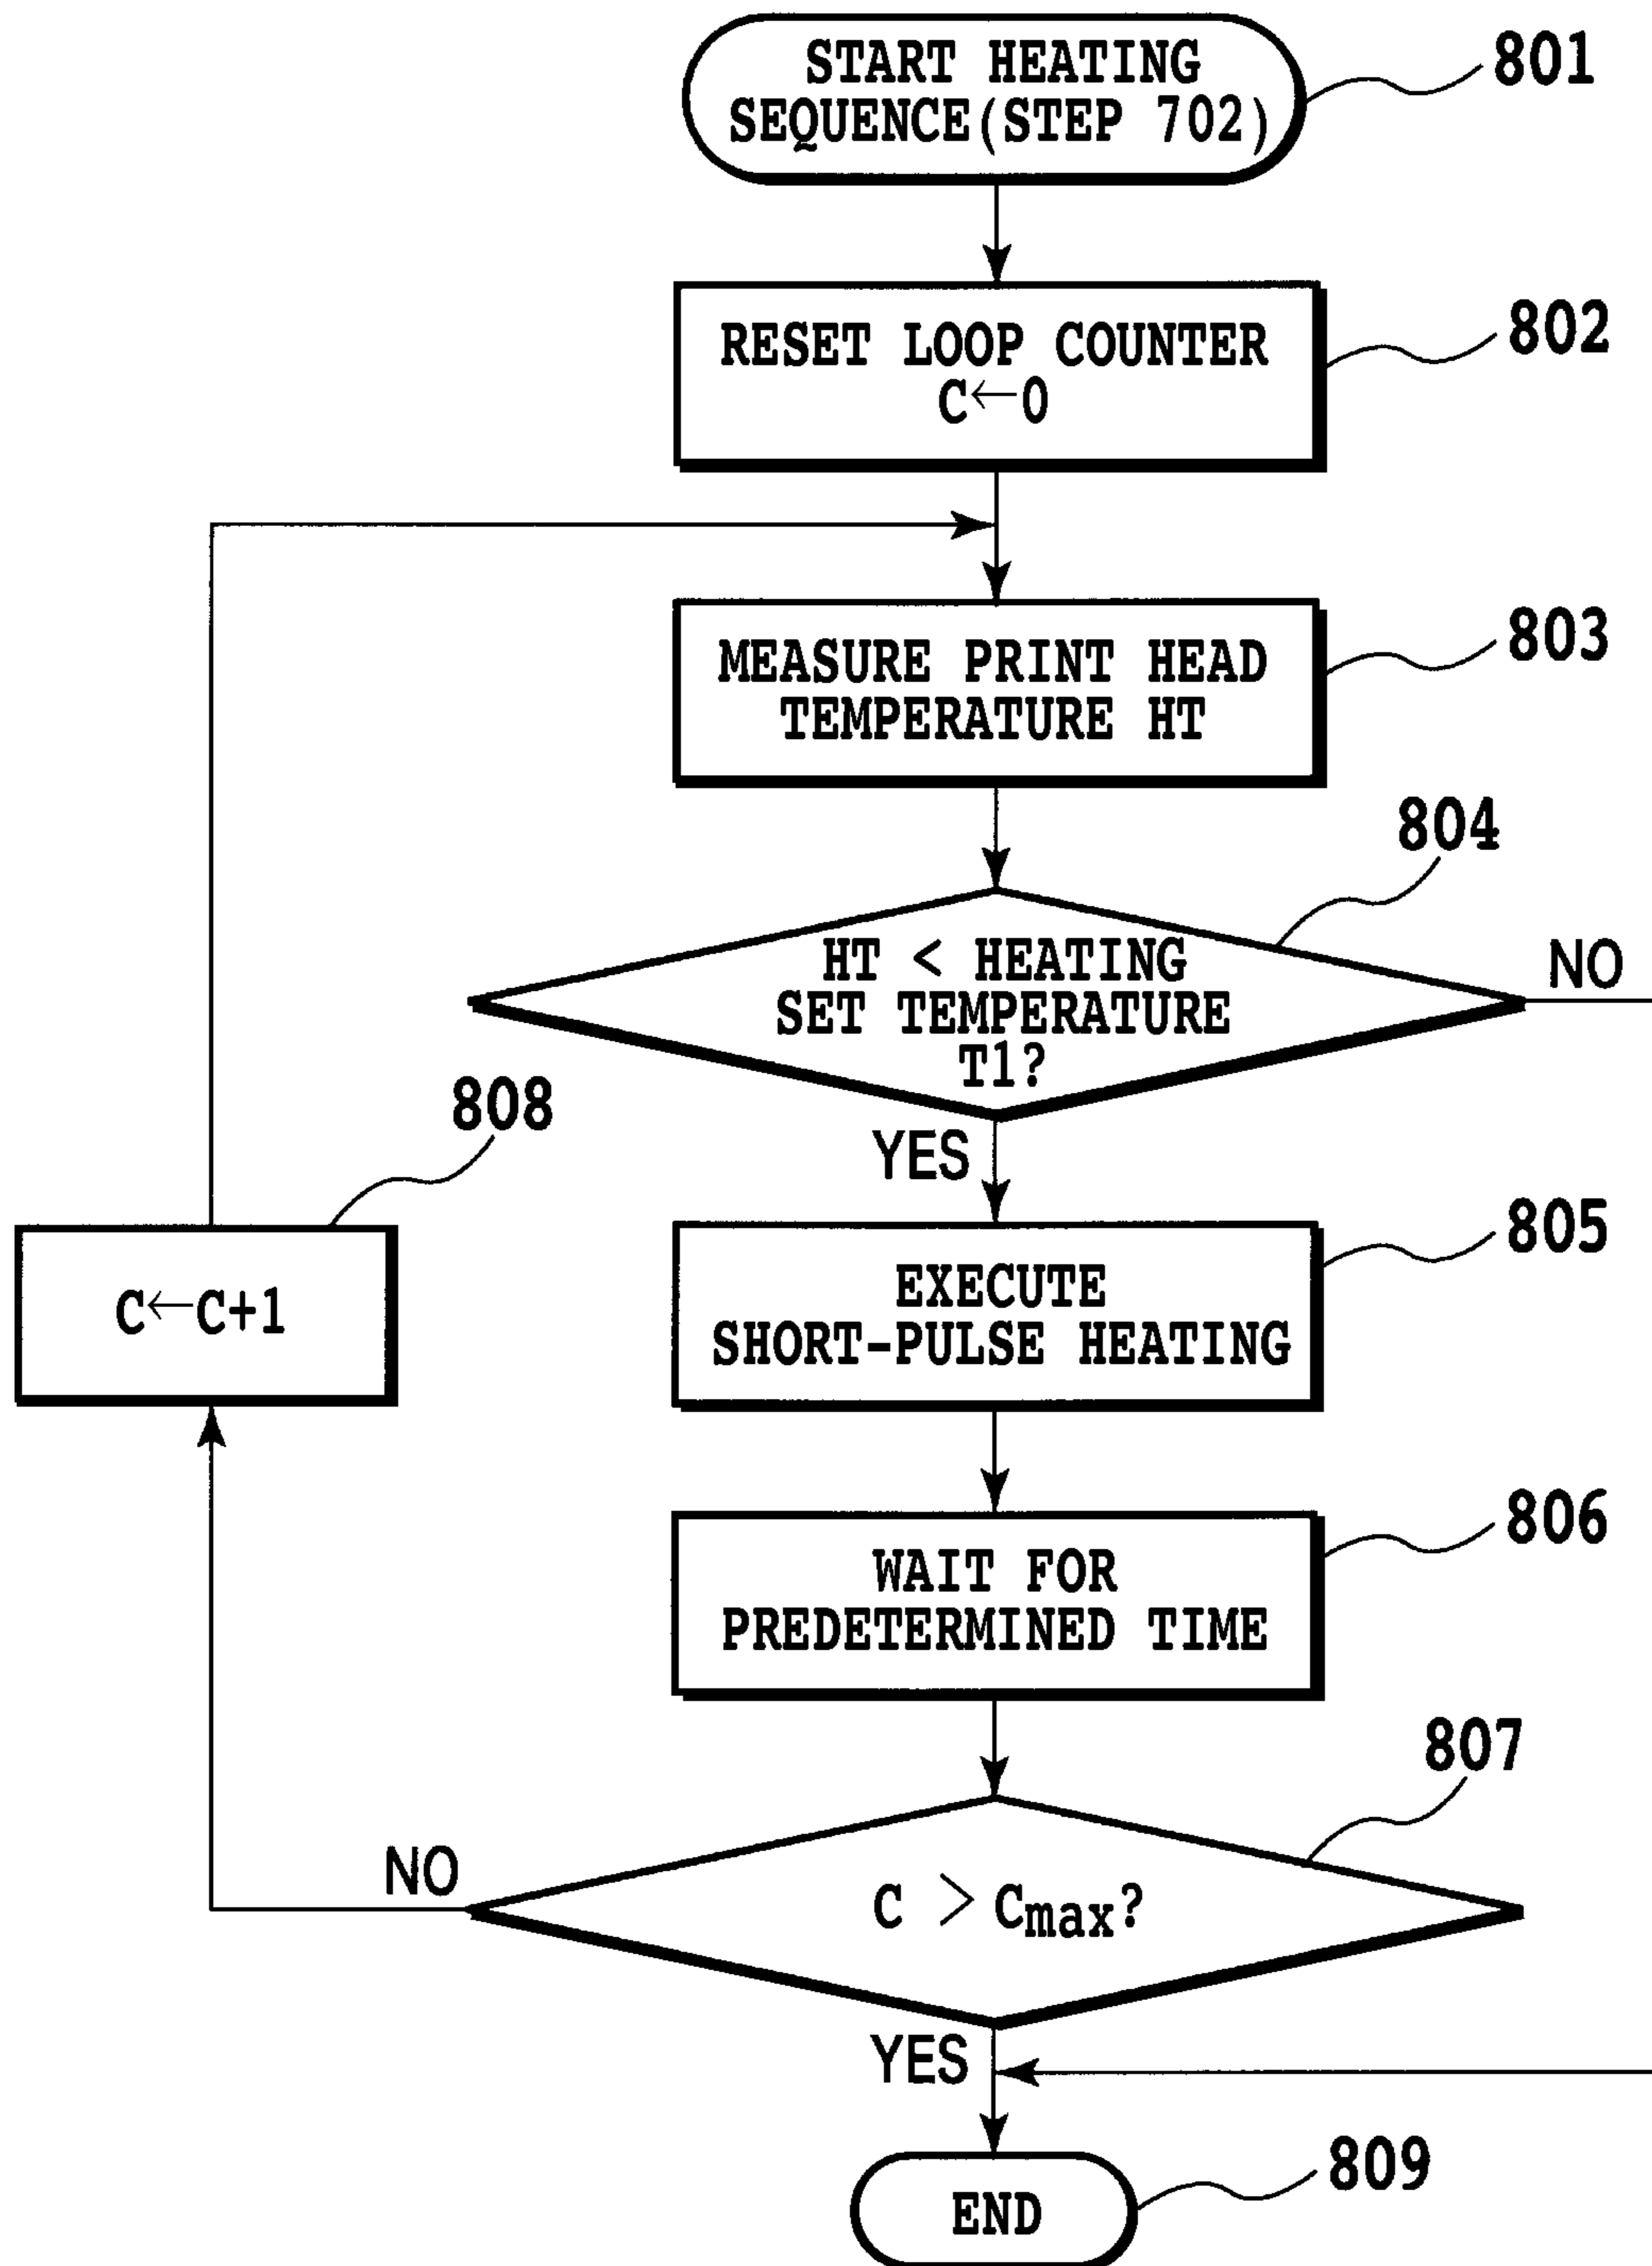 START HEATING
SEQUENCE(STEP 702)
801
RESET LOOP COUNTER
C←0
802
MEASURE PRINT HEAD
TEMPERATURE HT
803
804
HT < HEATING
SET TEMPERATURE
T1?
NO
YES
808
C←C+1
EXECUTE
SHORT-PULSE HEATING
805
WAIT FOR
PREDETERMINED TIME
806
807
C > Cmax?
NO
YES
END
809